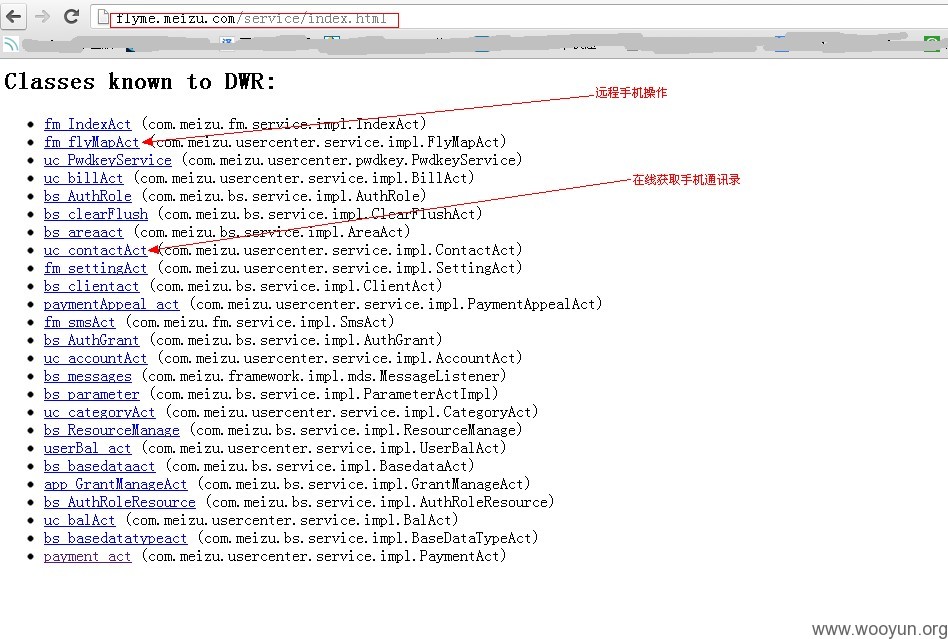 flyme.meizu.com/service/index.html
Classes known to DWR:
远程手机操作
fm_IndexAct (com.meizu.fm.service.impl.IndexAct)
fm_flyMapAct (com.meizu.usercenter.service.impl.FlyMapAct)
uc_PwdkeyService (com.meizu.usercenter.pwdkey.PwdkeyService)
uc_billAct (com.meizu.usercenter.service.impl.BillAct)
在线获取手机通讯录
bs_AuthRole (com.meizu.bs.service.impl.AuthRole)
bs_clearFlush (com.meizu.bs.service.impl.ClearFlushAct)
bs_areaact (com.meizu.bs.service.impl.AreaAct)
uc_contactAct (com.meizu.usercenter.service.impl.ContactAct)
fm_settingAct (com.meizu.usercenter.service.impl.SettingAct)
bs_clientact (com.meizu.bs.service.impl.ClientAct)
paymentAppeal_act (com.meizu.usercenter.service.impl.PaymentAppealAct)
fm_smsAct (com.meizu.fm.service.impl.SmsAct)
bs_AuthGrant (com.meizu.bs.service.impl.AuthGrant)
uc_accountAct (com.meizu.usercenter.service.impl.AccountAct)
bs_messages (com.meizu.framework.impl.mds.MessageListener)
bs_parameter (com.meizu.bs.service.impl.ParameterActImpl)
uc_categoryAct (com.meizu.usercenter.service.impl.CategoryAct)
bs_ResourceManage (com.meizu.bs.service.impl.ResourceManage)
userBal_act (com.meizu.usercenter.service.impl.UserBalAct)
bs_basedataact (com.meizu.bs.service.impl.BasedataAct)
app_GrantManageAct (com.meizu.bs.service.impl.GrantManageAct)
bs_AuthRoleResource (com.meizu.bs.service.impl.AuthRoleResource)
uc_balAct (com.meizu.usercenter.service.impl.BalAct)
bs_basedatatypeact (com.meizu.bs.service.impl.BaseDataTypeAct)
payment_act (com.meizu.usercenter.service.impl.PaymentAct)
www.wooyun.org